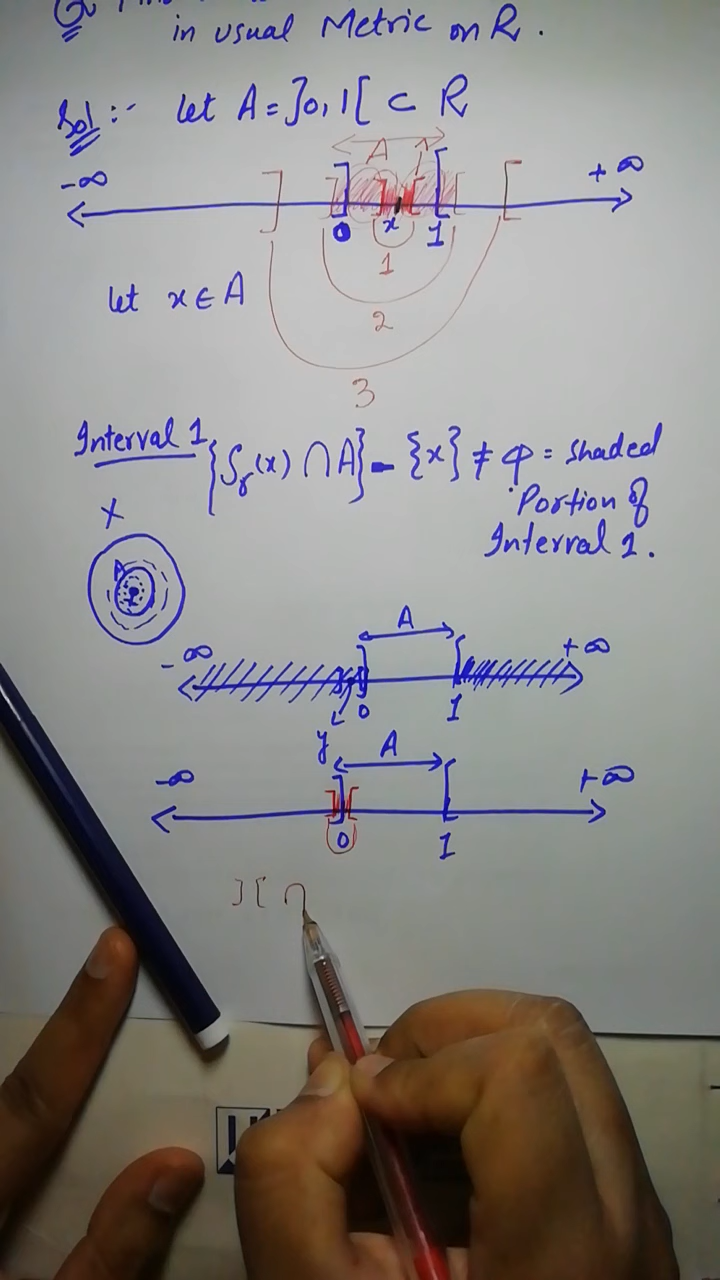 Q
in usual Metric on R.
Sol :- let A = ]0, 1[ ⊂ R
A
-∞ ] ] ] [ [ [ +∞
0 x 1
1
let x ∈ A
2
3
Interval 1 {S_r(x) ∩ A} - {x} ≠ φ = shaded
Portion of
Interval 1.
X
A
x
A
-∞ ] [ +∞
0 1
y
A
-∞ ] ] [ [ +∞
0 1
] [ ∩